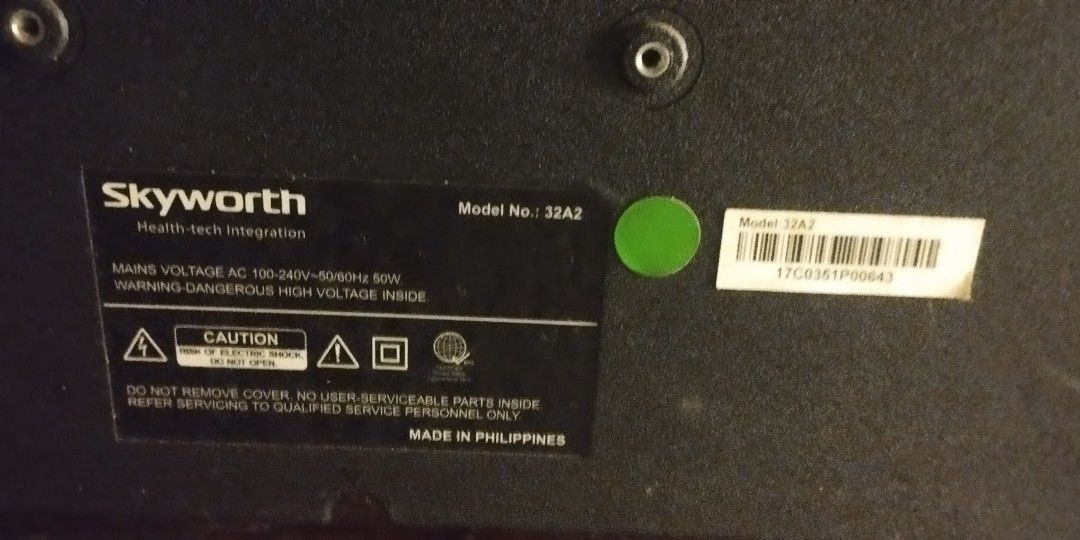 Skyworth
Health-tech Integration
Model No.: 32A2
MAINS VOLTAGE AC 100-240V~50/60Hz 60W
WARNING-DANGEROUS HIGH VOLTAGE INSIDE
CAUTION
RISK OF ELECTRIC SHOCK
DO NOT OPEN
DO NOT REMOVE COVER. NO USER-SERVICEABLE PARTS INSIDE.
REFER SERVICING TO QUALIFIED SERVICE PERSONNEL ONLY.
MADE IN PHILIPPINES
Model 32A2
17C0351P00643